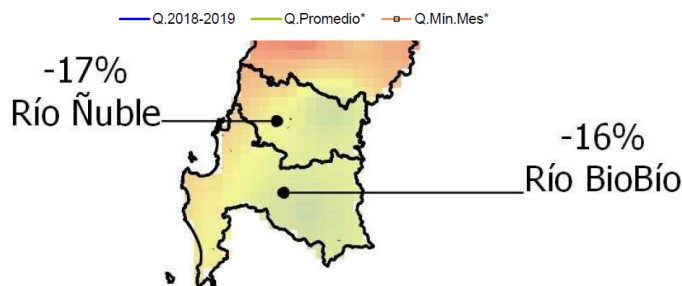 Q.2018-2019 Q.Promedio* Q.Min.Mes*
-17%
Río Ñuble
-16%
Río BioBío